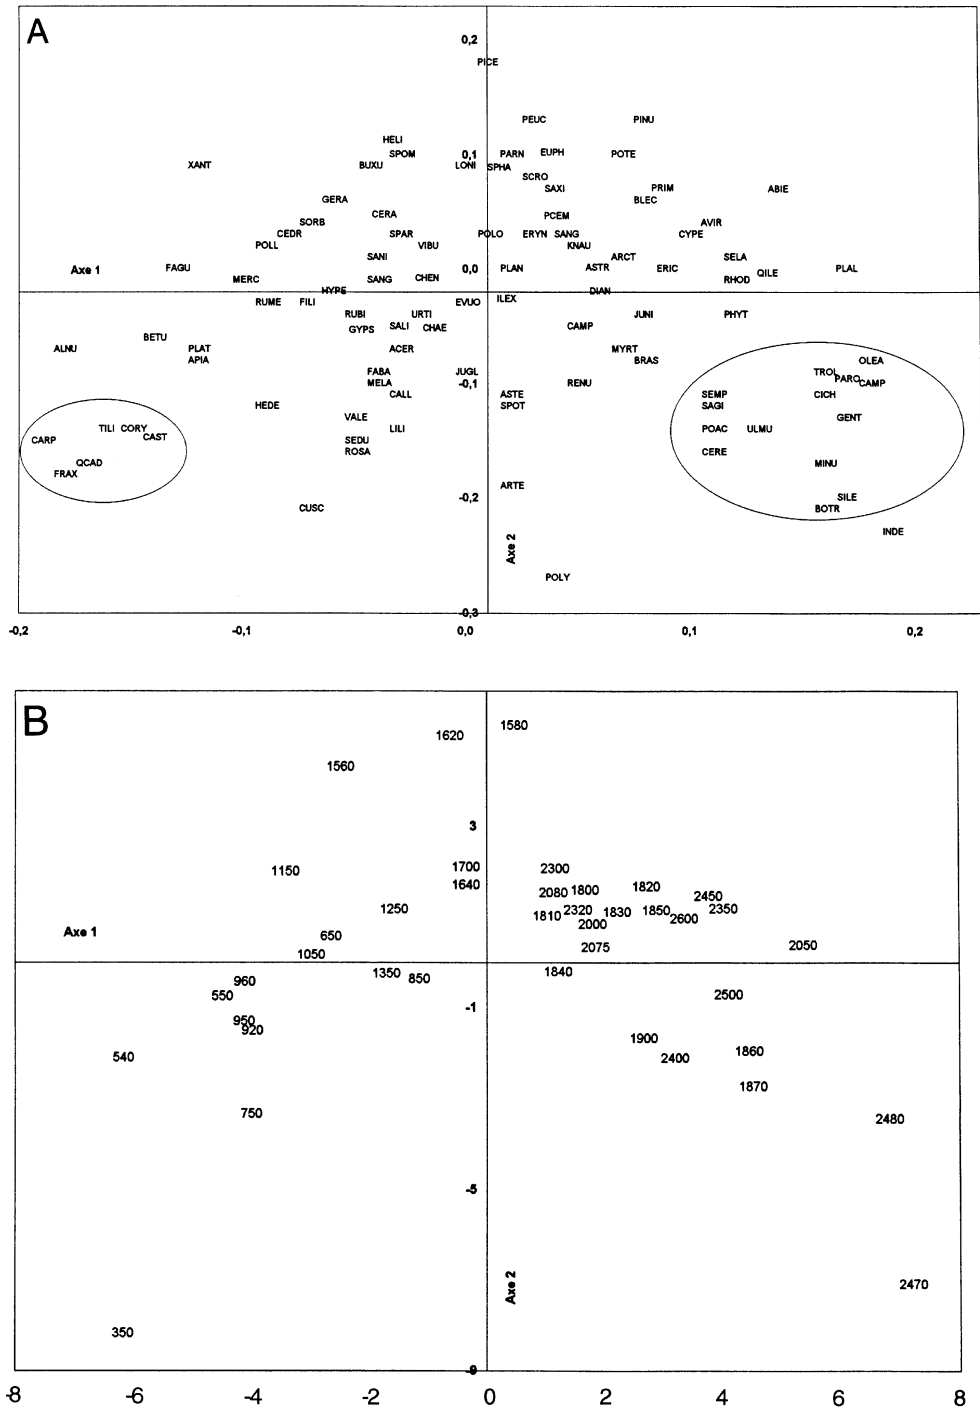 A
0,2
PICE
PEUC PINU
HELI
SPOM 0,1 PARN EUPH POTE
XANT BUXU LONI SPHA
SCRO
SAXI PRIM ABIE
GERA BLEC
CERA PCEM
SORB AVIR
CEDR SPAR POLO ERYN SANG CYPE
POLL VIBU KNAU
SANI ARCT SELA
Axe 1 FAGU 0,0 PLAN ASTR ERIC QILE PLAL
MERC SANG CHEN RHOD
HYPE DIAN
RUME FILI EVUO ILEX
RUBI URTI JUNI PHYT
GYPS SALI CHAE CAMP
BETU
ALNU PLAT ACER MYRT
APIA BRAS OLEA
FABA JUGL TROL
MELA -0,1 RENU PARO CAMP
CALL ASTE SEMP CICH
HEDE SPOT SAGI
VALE GENT
TILI CORY LILI POAC ULMU
CARP CAST SEDU
ROSA CERE
QCAD MINU
FRAX
ARTE
-0,2 SILE
CUSC BOTR
INDE
Axe 2
POLY
-0,3
-0,2 -0,1 0,0 0,1 0,2
B
1620 1580
1560
3
1150 1700 2300
1640 2080 1800 1820
2450
1250 1810 2320 1830 1850 2350
2600
Axe 1 650 2000
1050 2075 2050
1350 850 1840
960
550 2500
950 -1
920
1900
540 2400 1860
1870
750 2480
-5
Axe 2
2470
350
-9
-8 -6 -4 -2 0 2 4 6 8